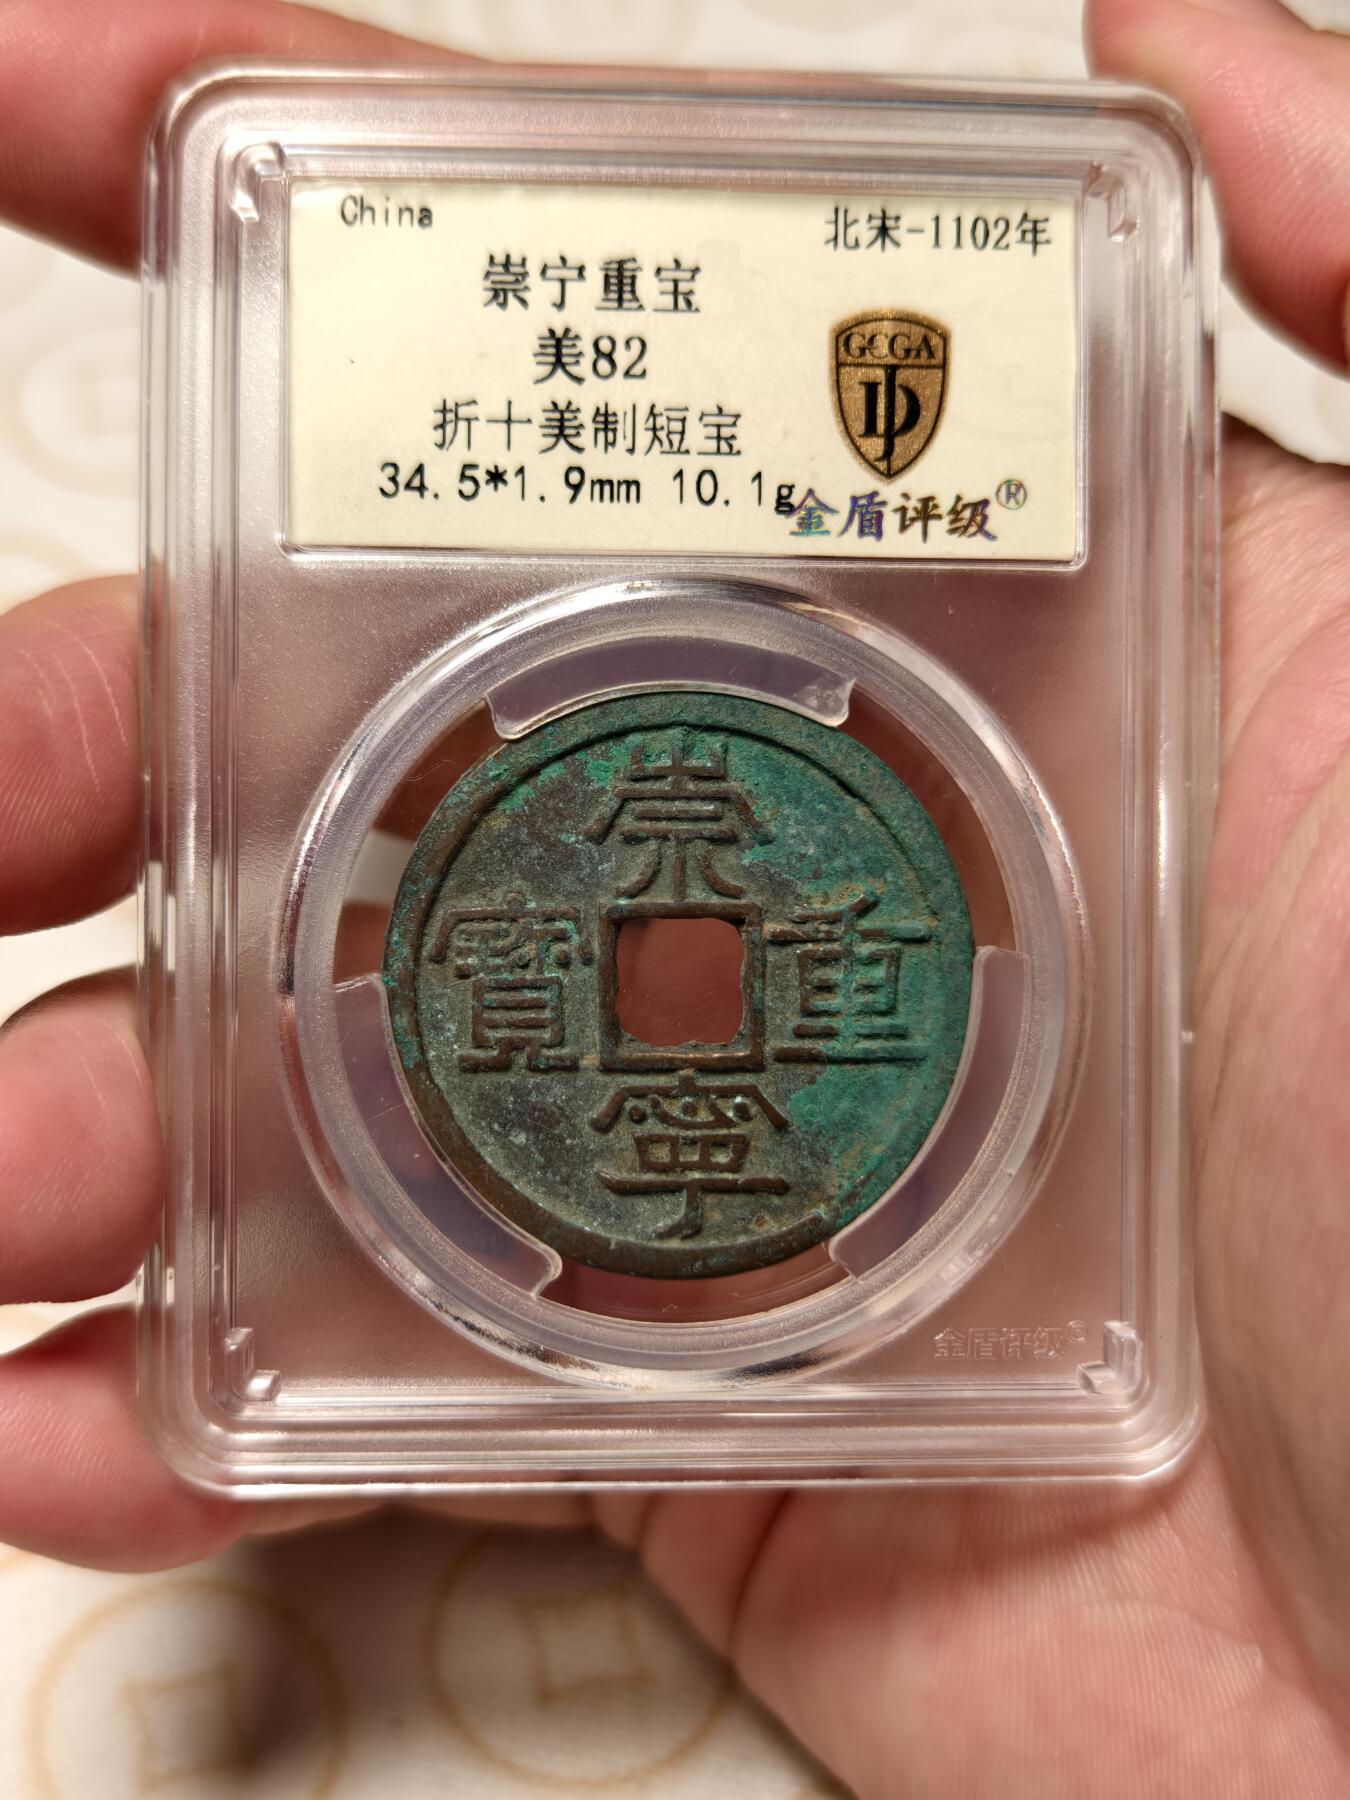 China
北宋-1102年
崇宁重宝
美82
折十美制短宝
34.5*1.9mm 10.1g
GCGA
金盾评级®
崇
寳 重
寧
金盾评级®